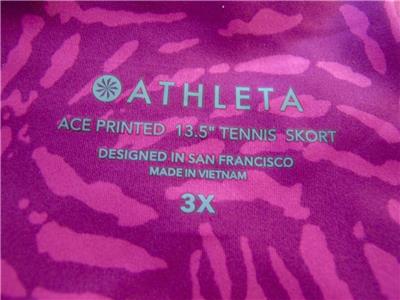 ATHLETA
ACE PRINTED 13.5" TENNIS SKORT
DESIGNED IN SAN FRANCISCO
MADE IN VIETNAM
3X